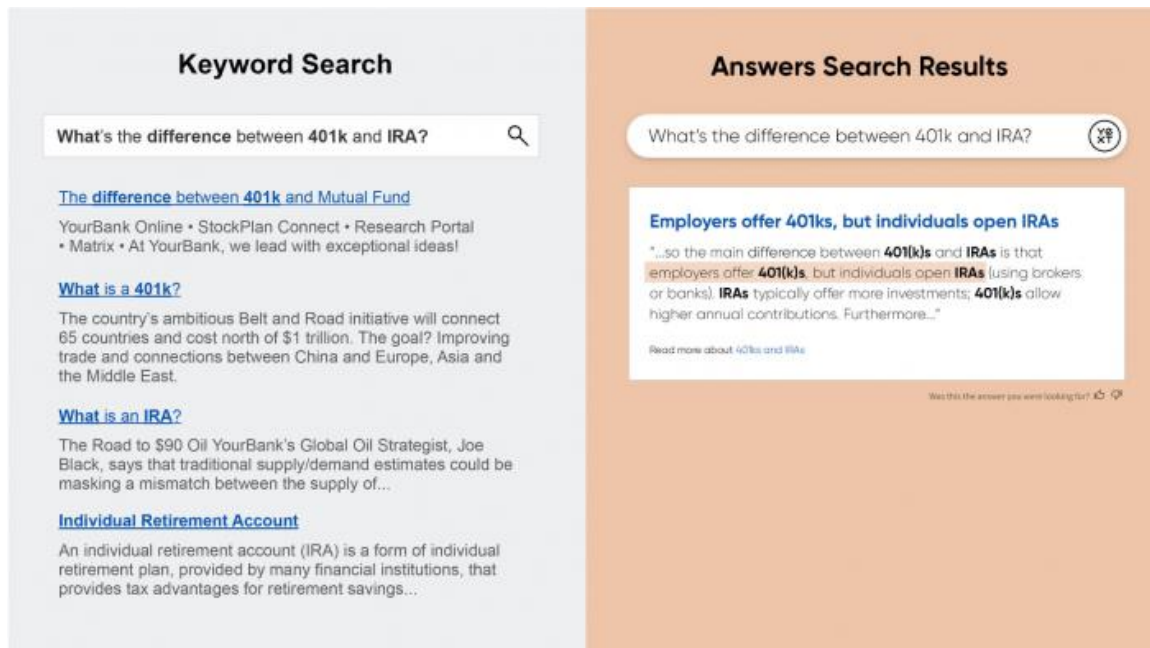 Keyword Search
What's the difference between 401k and IRA?
The difference between 401k and Mutual Fund
YourBank Online • StockPlan Connect • Research Portal
• Matrix • At YourBank, we lead with exceptional ideas!
What is a 401k?
The country's ambitious Belt and Road initiative will connect
65 countries and cost north of $1 trillion. The goal? Improving
trade and connections between China and Europe, Asia and
the Middle East.
What is an IRA?
The Road to $90 Oil YourBank's Global Oil Strategist, Joe
Black, says that traditional supply/demand estimates could be
masking a mismatch between the supply of...
Individual Retirement Account
An individual retirement account (IRA) is a form of individual
retirement plan, provided by many financial institutions, that
provides tax advantages for retirement savings...
Answers Search Results
What's the difference between 401k and IRA?
YEXT
Employers offer 401ks, but individuals open IRAs
"...so the main difference between 401(k)s and IRAs is that
employers offer 401(k)s, but individuals open IRAs (using brokers
or banks). IRAs typically offer more investments; 401(k)s allow
higher annual contributions. Furthermore..."
Read more about 401ks and IRAs
Was this the answer you were looking for?